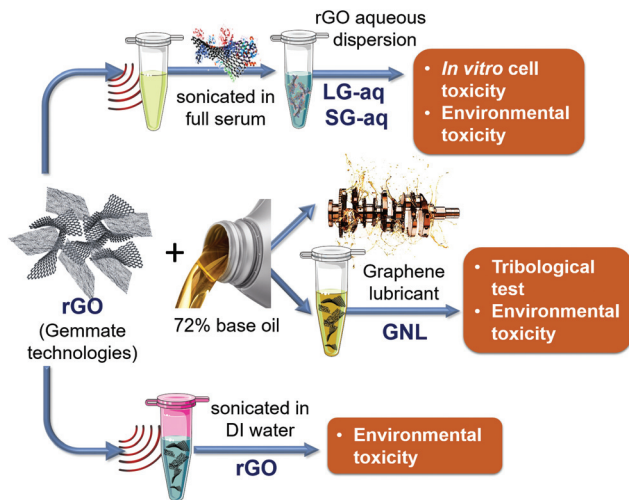 rGO aqueous
dispersion
sonicated in
full serum
LG-aq
SG-aq
• In vitro cell
toxicity
• Environmental
toxicity
rGO
(Gemmate
technologies)
+
72% base oil
Graphene
lubricant
GNL
• Tribological
test
• Environmental
toxicity
sonicated in
DI water
rGO
• Environmental
toxicity